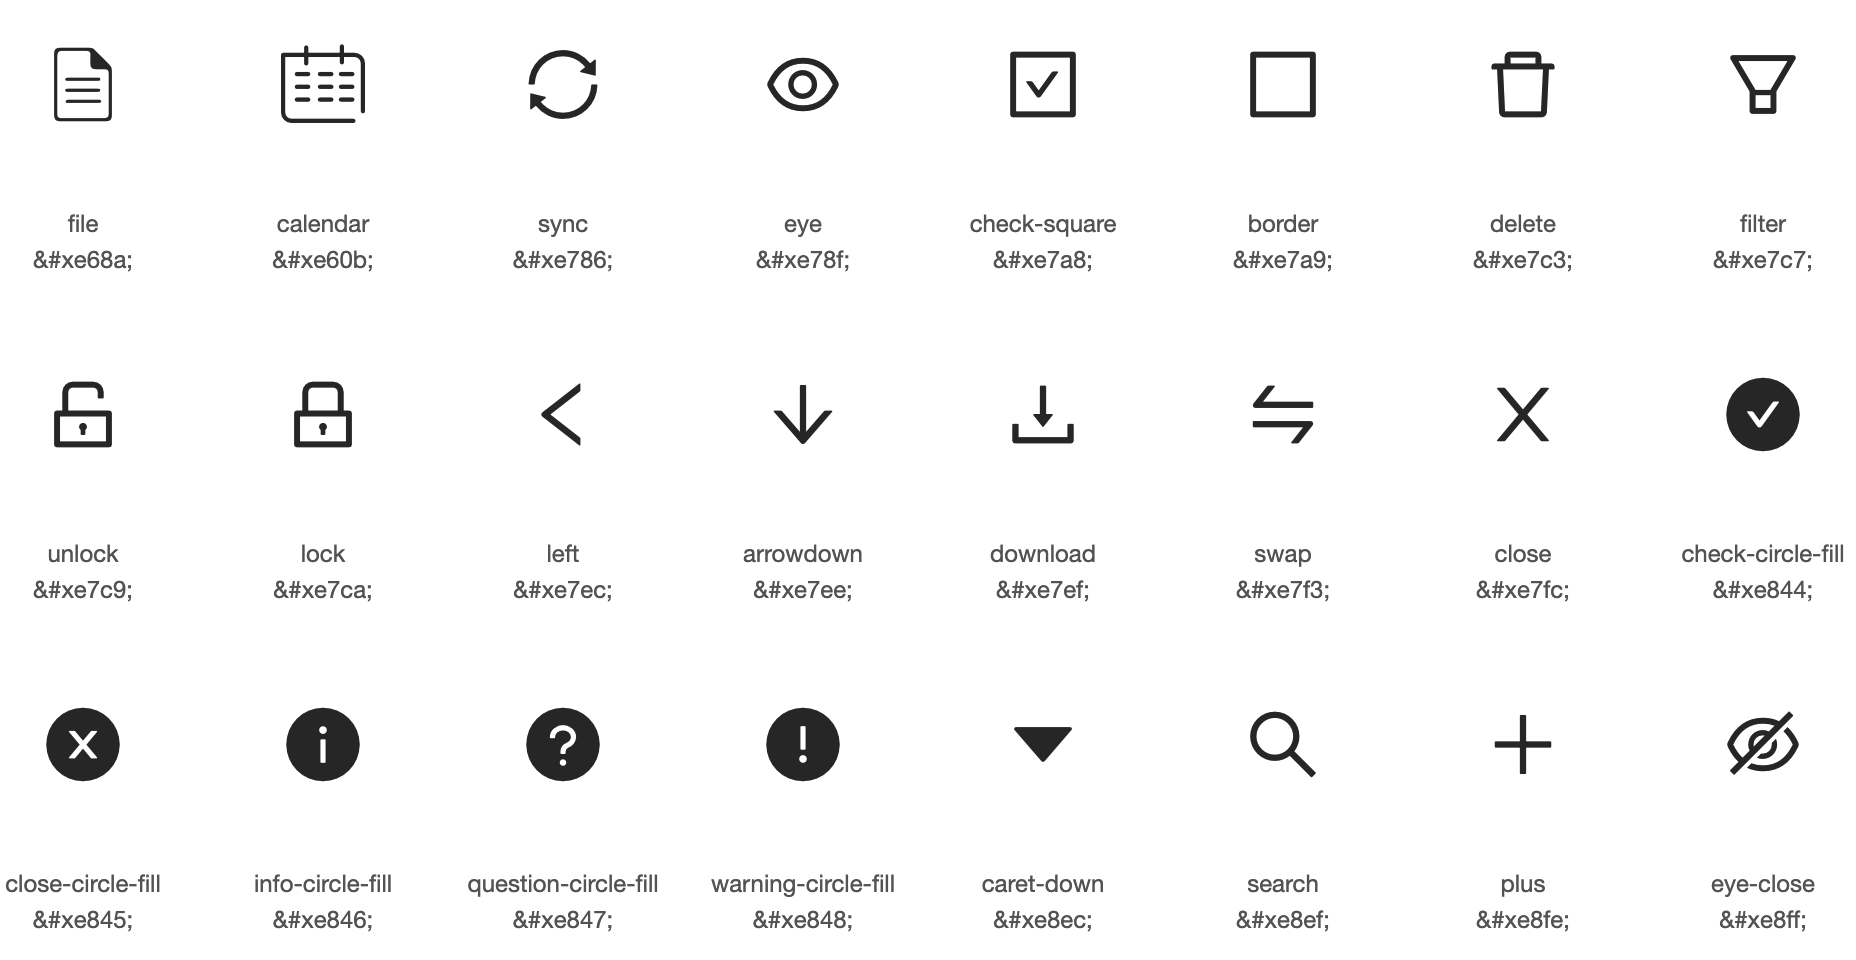 file calendar sync eye check-square border delete filter
&#xe68a; &#xe60b; &#xe786; &#xe78f; &#xe7a8; &#xe7a9; &#xe7c3; &#xe7c7;
unlock lock left arrowdown download swap close check-circle-fill
&#xe7c9; &#xe7ca; &#xe7ec; &#xe7ee; &#xe7ef; &#xe7f3; &#xe7fc; &#xe844;
close-circle-fill info-circle-fill question-circle-fill warning-circle-fill caret-down search plus eye-close
&#xe845; &#xe846; &#xe847; &#xe848; &#xe8ec; &#xe8ef; &#xe8fe; &#xe8ff;